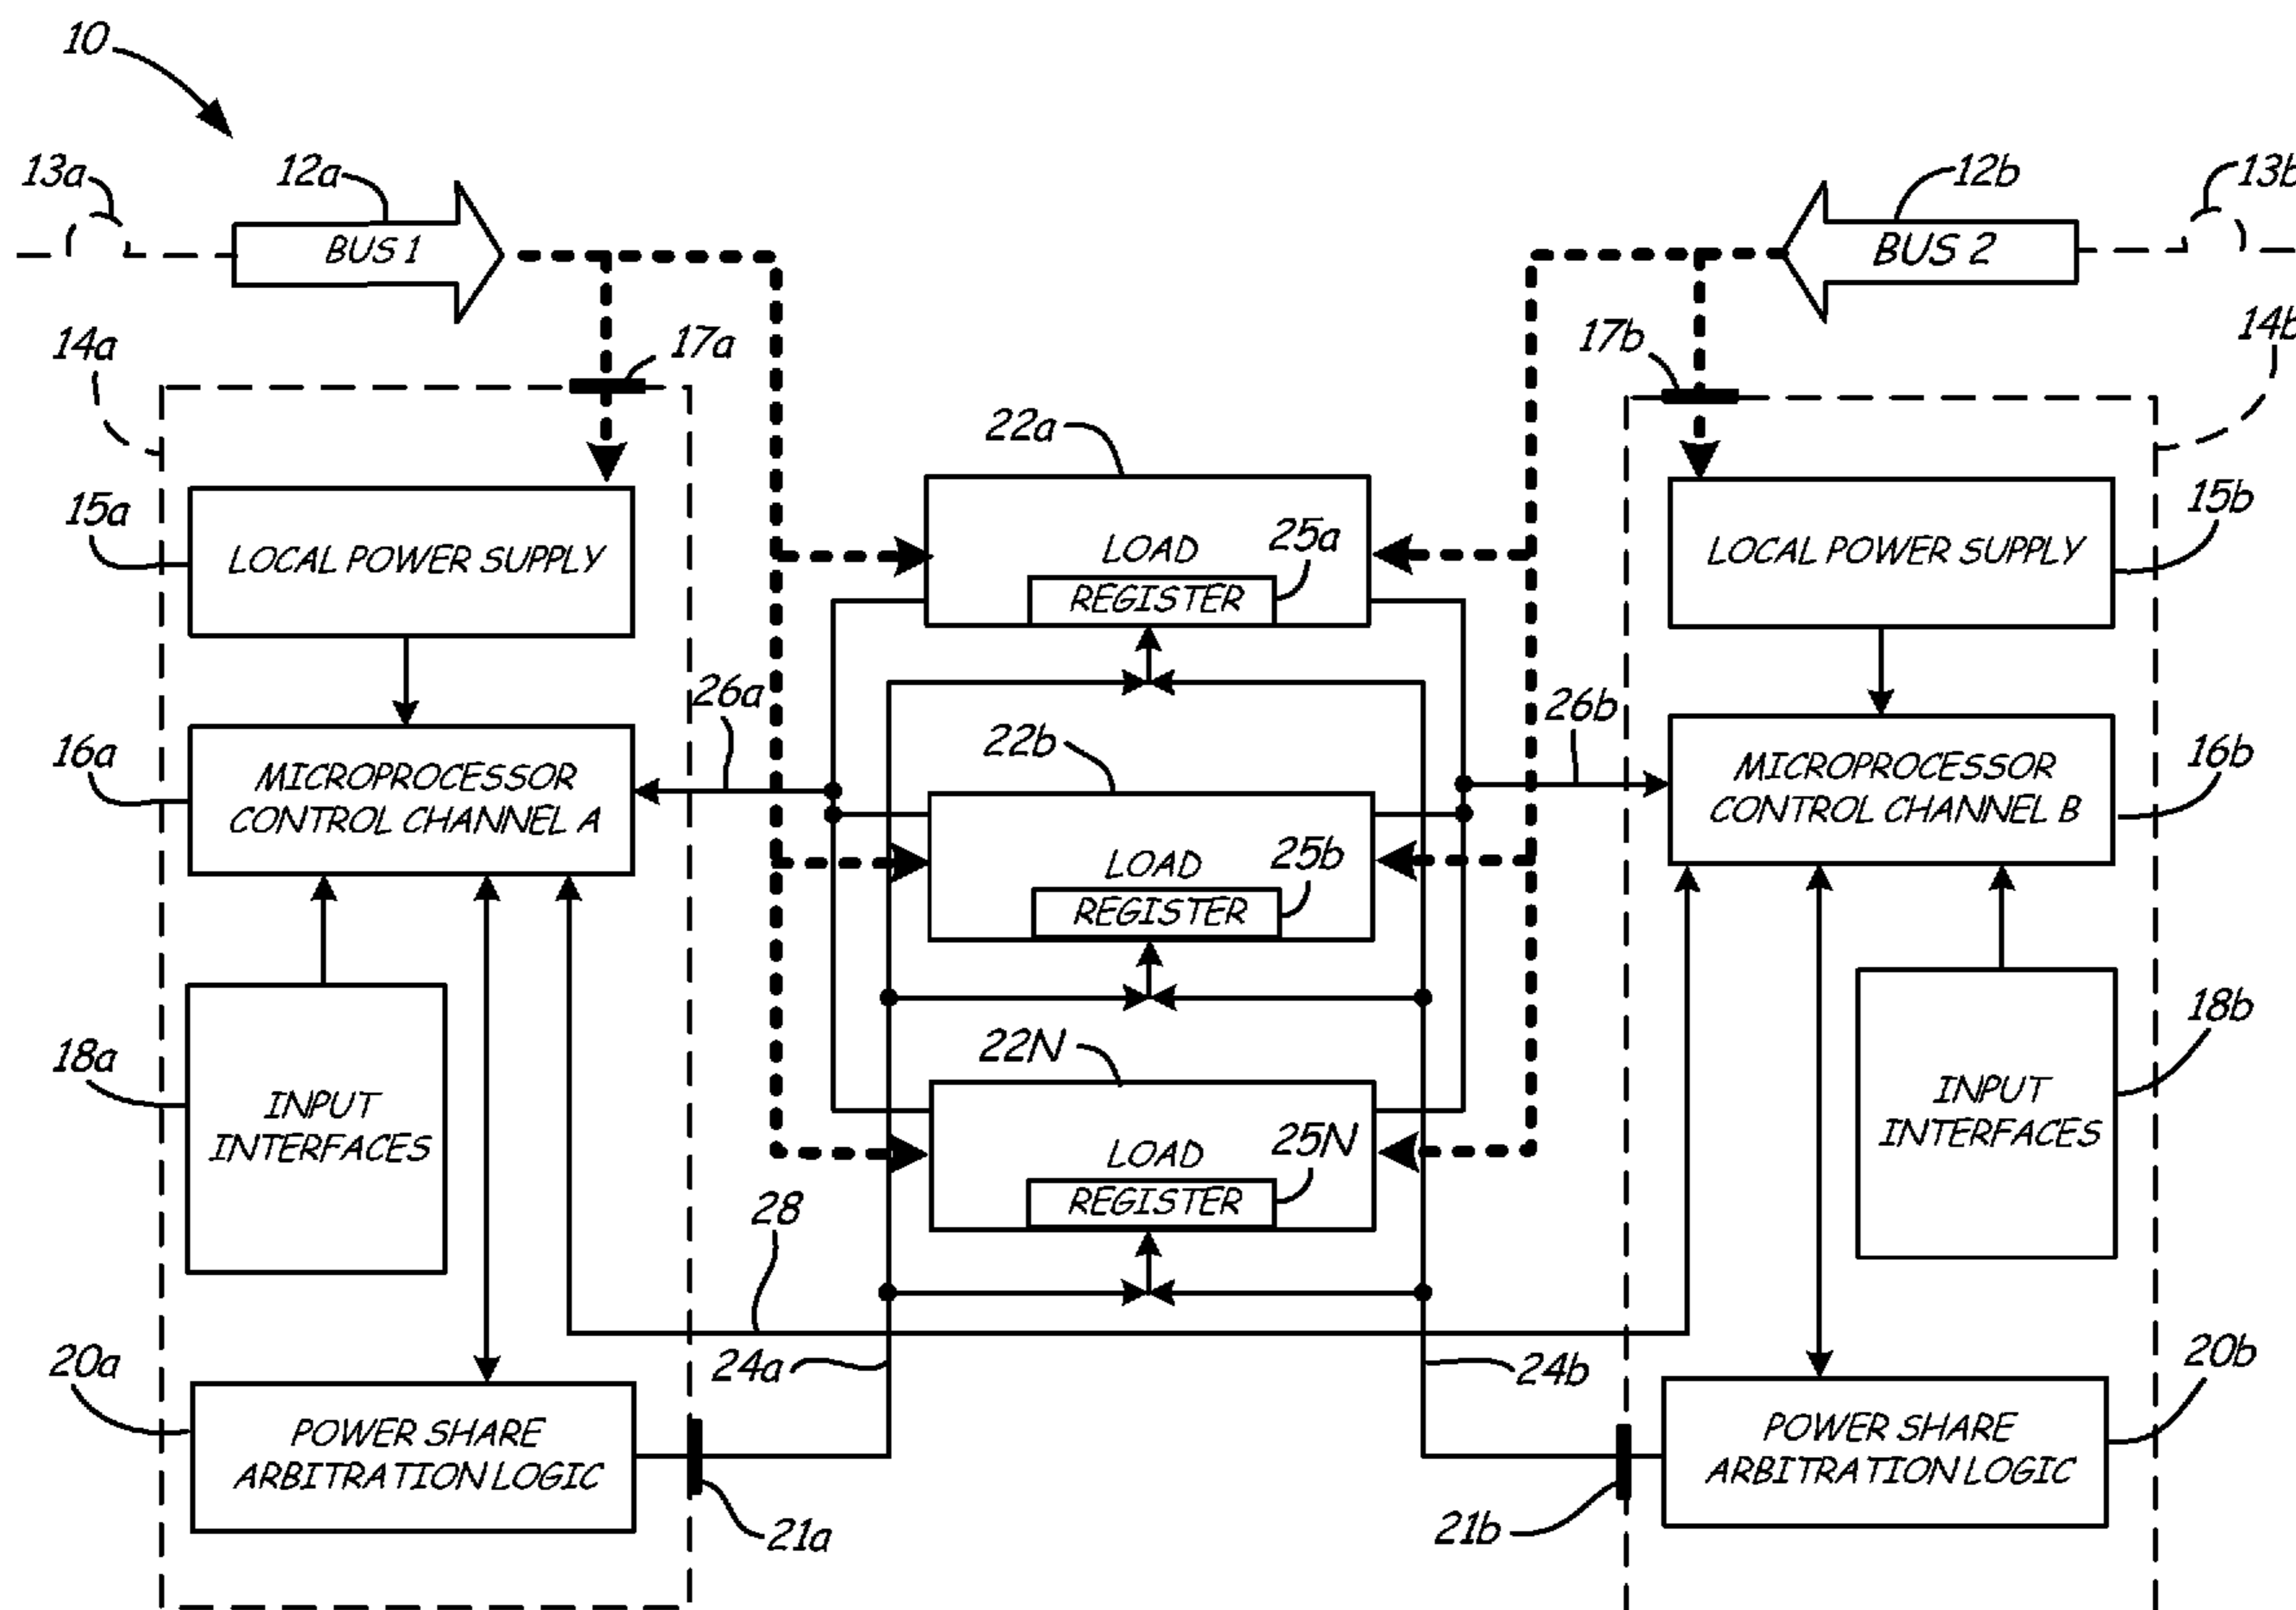 10
13a
12a
12b
13b
BUS 1
BUS 2
14a
17a
17b
14b
22a
15a
25a
15b
LOCAL POWER SUPPLY
LOAD
REGISTER
LOCAL POWER SUPPLY
26a
26b
16a
22b
16b
MICROPROCESSOR
CONTROL CHANNEL A
MICROPROCESSOR
CONTROL CHANNEL B
LOAD
25b
REGISTER
18a
22N
18b
INPUT
INTERFACES
INPUT
INTERFACES
LOAD
25N
REGISTER
28
20a
24a
24b
20b
POWER SHARE
ARBITRATION LOGIC
POWER SHARE
ARBITRATION LOGIC
21a
21b